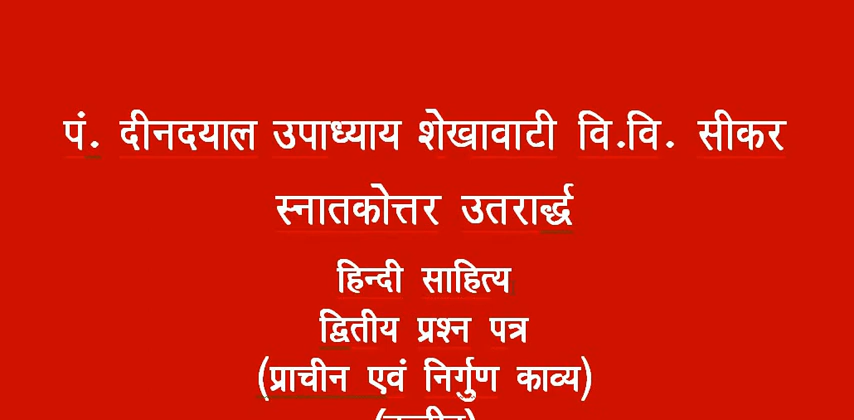 पं. दीनदयाल उपाध्याय शेखावाटी वि.वि. सीकर
स्नातकोत्तर उतरार्द्ध
हिन्दी साहित्य
द्वितीय प्रश्न पत्र
(प्राचीन एवं निर्गुण काव्य)